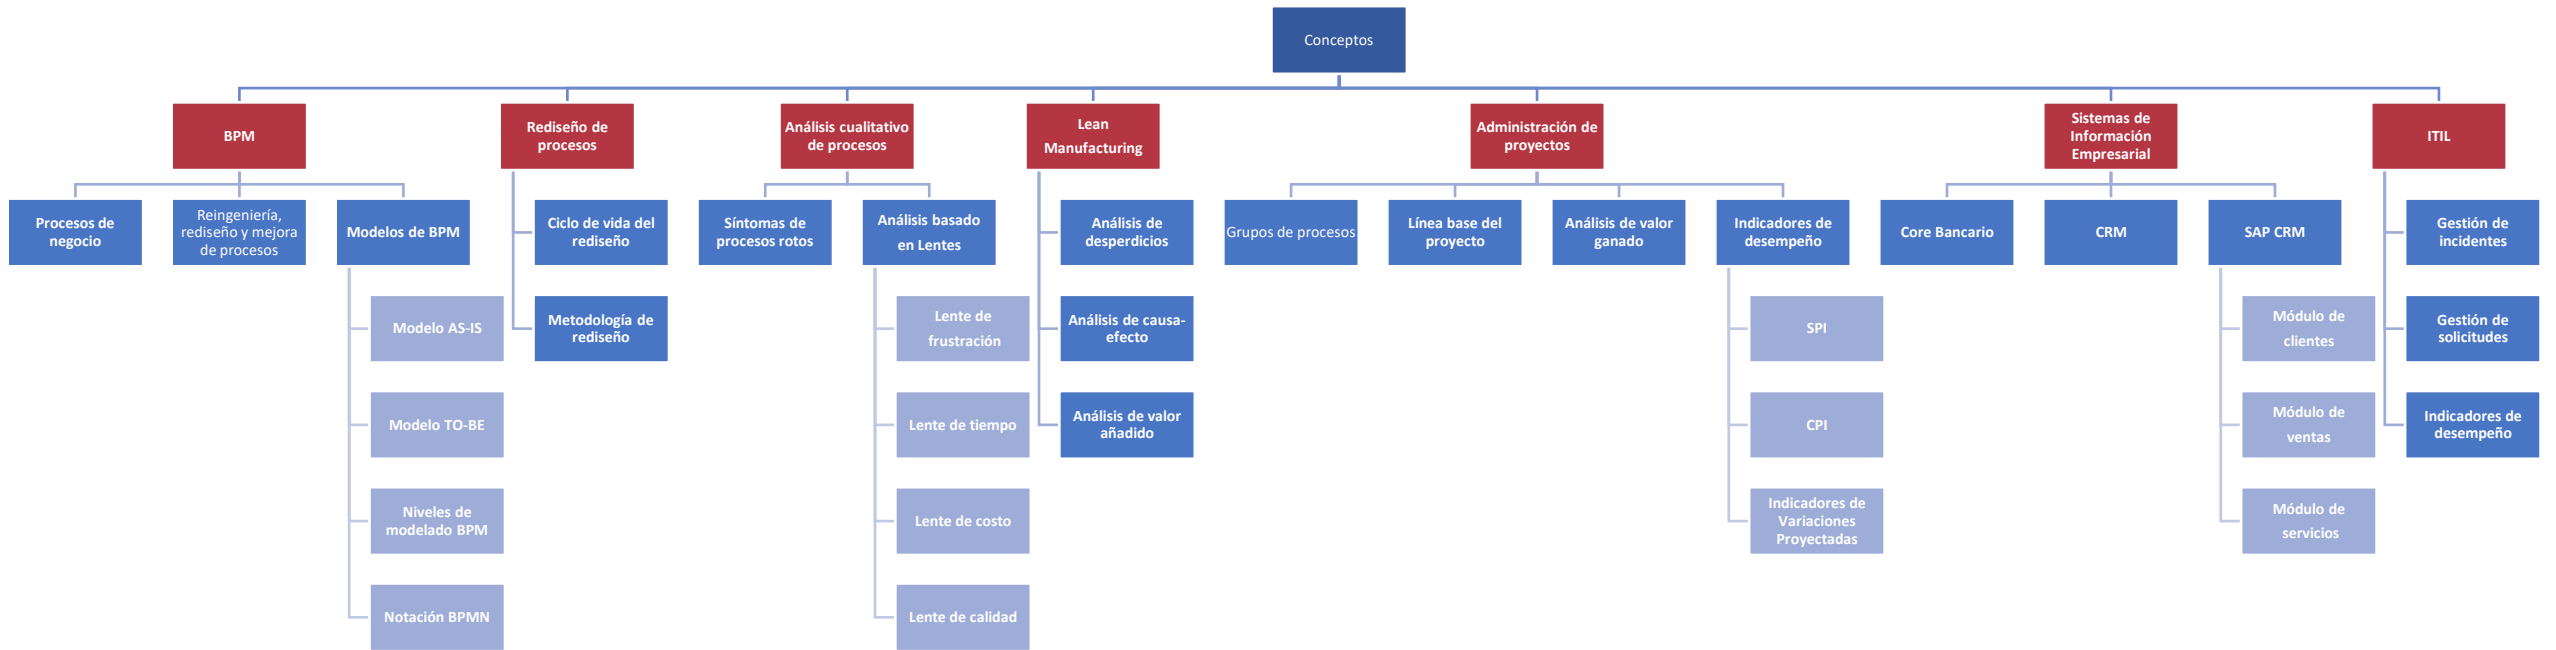 Conceptos
BPM
Rediseño de
procesos
Análisis cualitativo
de procesos
Lean
Manufacturing
Administración de
proyectos
Sistemas de
Información
Empresarial
ITIL
Procesos de
negocio
Reingeniería,
rediseño y mejora
de procesos
Modelos de BPM
Ciclo de vida del
rediseño
Síntomas de
procesos rotos
Análisis basado
en Lentes
Análisis de
desperdicios
Grupos de procesos
Línea base del
proyecto
Análisis de valor
ganado
Indicadores de
desempeño
Core Bancario
CRM
SAP CRM
Gestión de
incidentes
Modelo AS-IS
Metodología de
rediseño
Lente de
frustración
Análisis de causa-
efecto
SPI
Módulo de
clientes
Gestión de
solicitudes
Modelo TO-BE
Lente de tiempo
Análisis de valor
añadido
CPI
Módulo de
ventas
Indicadores de
desempeño
Niveles de
modelado BPM
Lente de costo
Indicadores de
Variaciones
Proyectadas
Módulo de
servicios
Notación BPMN
Lente de calidad